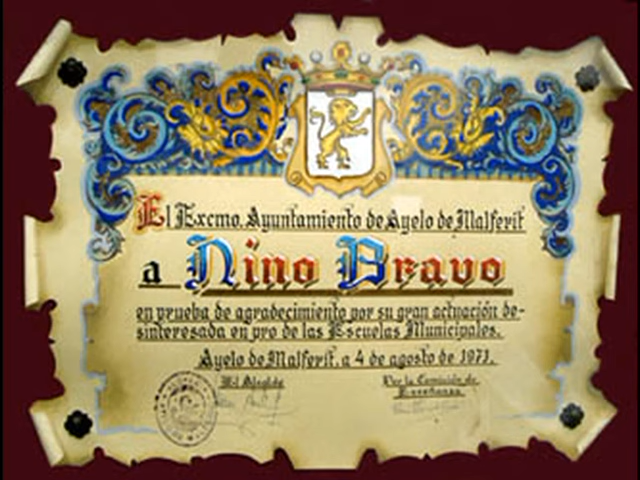 El Excmo. Ayuntamiento de Ayelo de Malferit
a Nino Bravo
en prueba de agradecimiento por su gran actuación de-
sinteresada en pro de las Escuelas Municipales.
Ayelo de Malferit, a 4 de agosto de 1971.
El Alcalde
Por la Comisión de
Enseñanza